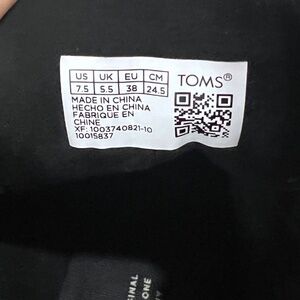 US UK EU CM
7.5 5.5 38 24.5
TOMS®
MADE IN CHINA
HECHO EN CHINA
FABRIQUE EN
CHINE
XF: 1003740821-10
10015837
ONE